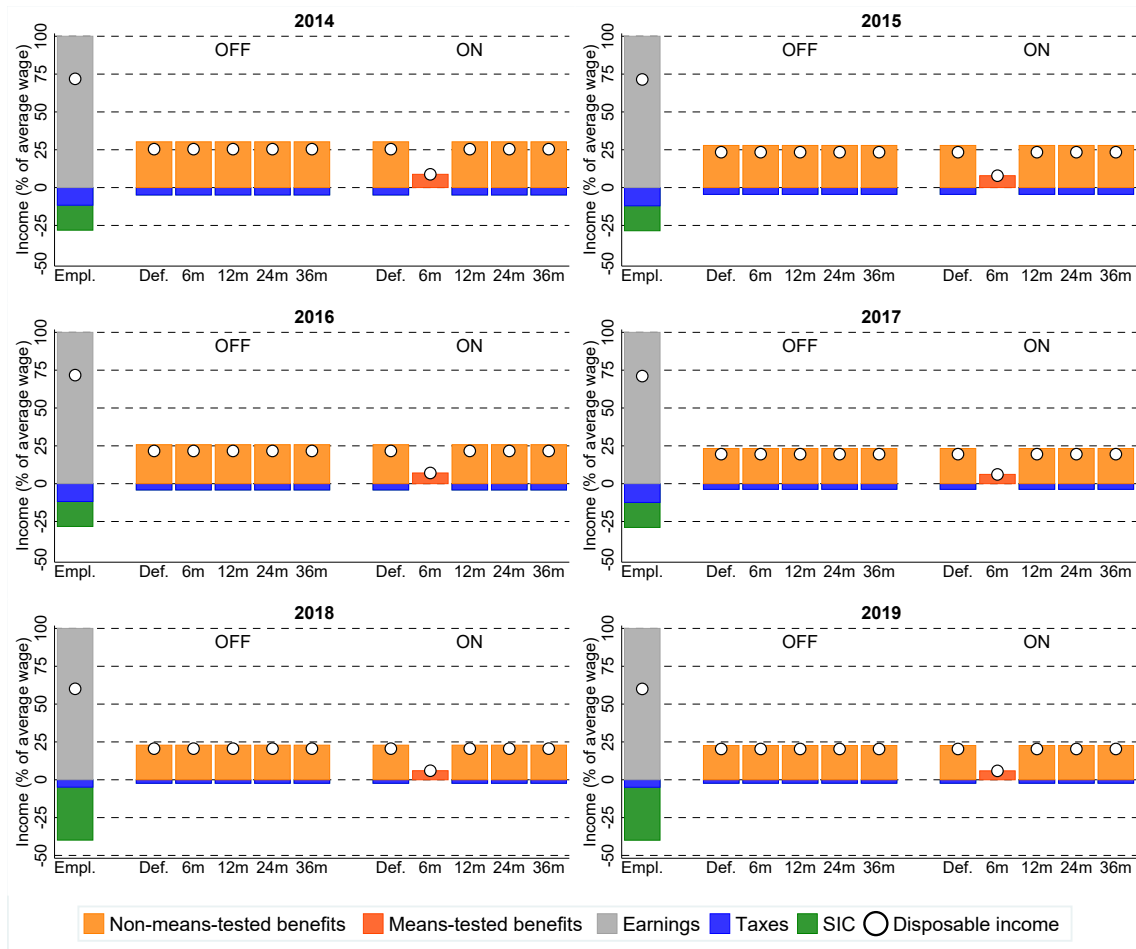 2014
OFF
ON
Income (% of average wage)
100
75
50
25
0
-25
-50
Empl. Def. 6m 12m 24m 36m Def. 6m 12m 24m 36m
2015
OFF
ON
Income (% of average wage)
100
75
50
25
0
-25
-50
Empl. Def. 6m 12m 24m 36m Def. 6m 12m 24m 36m
2016
OFF
ON
Income (% of average wage)
100
75
50
25
0
-25
-50
Empl. Def. 6m 12m 24m 36m Def. 6m 12m 24m 36m
2017
OFF
ON
Income (% of average wage)
100
75
50
25
0
-25
-50
Empl. Def. 6m 12m 24m 36m Def. 6m 12m 24m 36m
2018
OFF
ON
Income (% of average wage)
100
75
50
25
0
-25
-50
Empl. Def. 6m 12m 24m 36m Def. 6m 12m 24m 36m
2019
OFF
ON
Income (% of average wage)
100
75
50
25
0
-25
-50
Empl. Def. 6m 12m 24m 36m Def. 6m 12m 24m 36m
Non-means-tested benefits Means-tested benefits Earnings Taxes SIC Disposable income